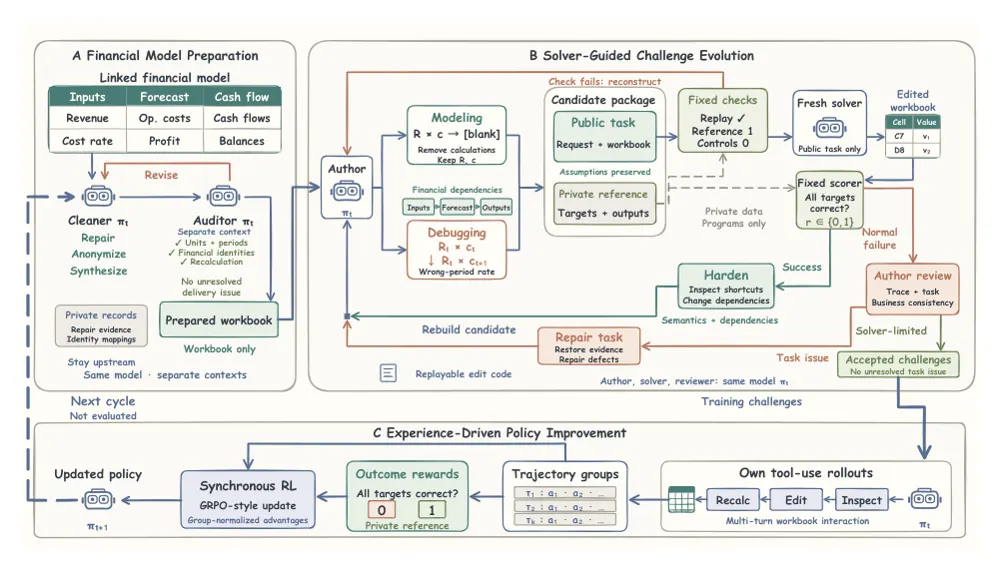 A Financial Model Preparation
Linked financial model
Inputs Forecast Cash flow
Revenue Op. costs Cash flows
Cost rate Profit Balances
Revise
Cleaner πₜ
Repair
Anonymize
Synthesize
Auditor πₜ
Separate context
✓ Units + periods
✓ Financial identities
✓ Recalculation
No unresolved
delivery issue
Private records
Repair evidence
Identity mappings
Prepared workbook
Workbook only
Stay upstream
Same model · separate contexts
B Solver-Guided Challenge Evolution
Check fails: reconstruct
Author
πₜ
Modeling
R × c → [blank]
Remove calculations
Keep R, c
Financial dependencies
Inputs Forecast Outputs
Debugging
Rₜ × cₜ
↓ Rₜ × cₜ₊₁
Wrong-period rate
Candidate package
Public task
Request + workbook
Assumptions preserved
Private reference
Targets + outputs
Fixed checks
Replay ✓
Reference 1
Controls 0
Fresh solver
Public task only
Edited
workbook
Cell Value
C7 v₁
D8 v₂
Private data
Programs only
Fixed scorer
All targets
correct?
r ∈ {0,1}
Normal
failure
Success
Harden
Inspect shortcuts
Change dependencies
Semantics + dependencies
Author review
Trace + task
Business consistency
Rebuild candidate
Repair task
Restore evidence
Repair defects
Solver-limited
Task issue
Accepted challenges
No unresolved task issue
Replayable edit code
Author, solver, reviewer: same model πₜ
Next cycle
Not evaluated
Training challenges
C Experience-Driven Policy Improvement
Updated policy
πₜ₊₁
Synchronous RL
GRPO-style update
Group-normalized advantages
Outcome rewards
All targets correct?
0 1
Private reference
Trajectory groups
τ₁ : a₁ · a₂ · ...
τ₂ : a₁ · a₂ · ...
τₖ : a₁ · a₂ · ...
Own tool-use rollouts
Recalc Edit Inspect
Multi-turn workbook interaction
πₜ